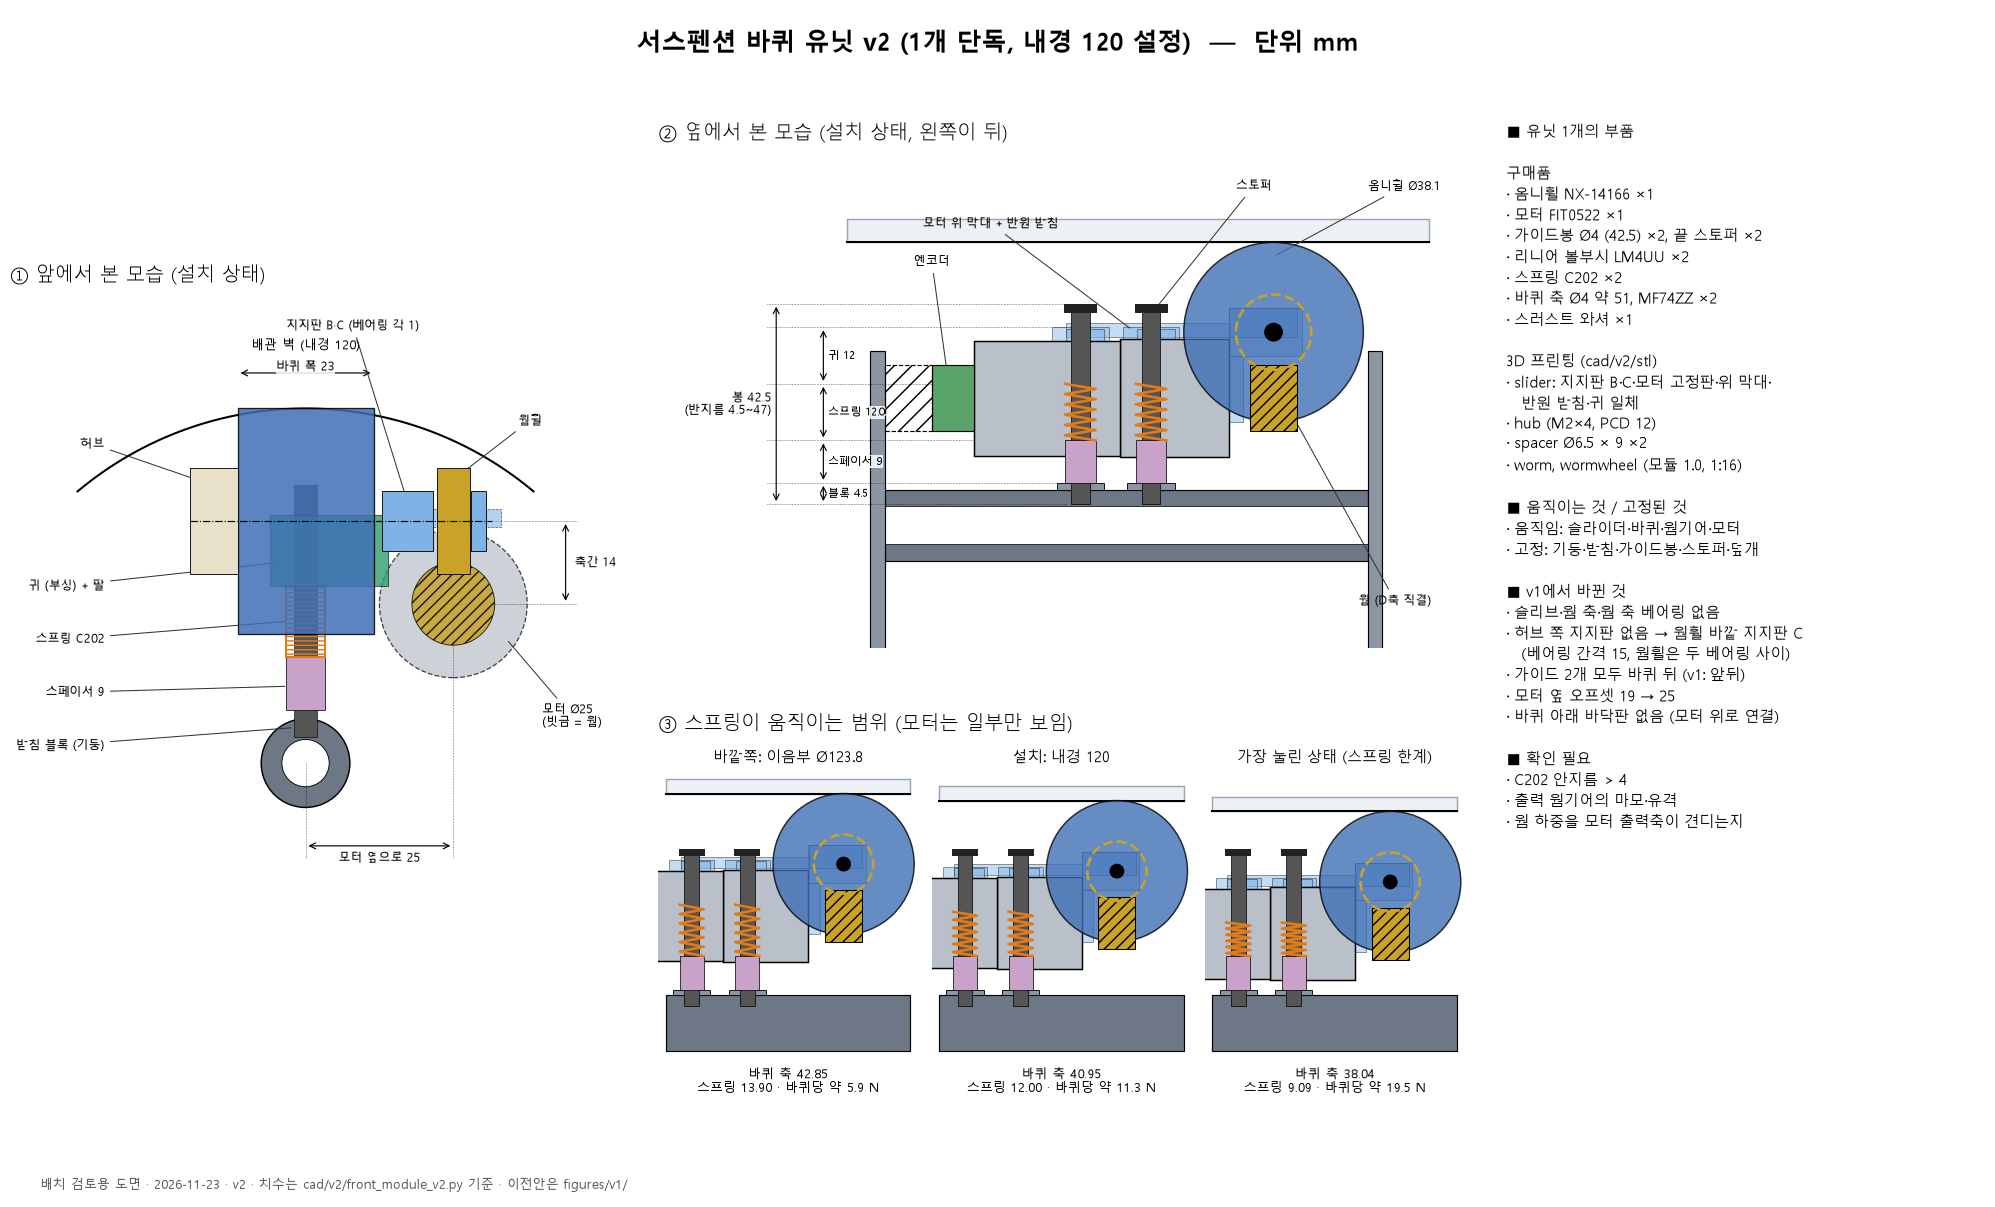 서스펜션 바퀴 유닛 v2 (1개 단독, 내경 120 설정) — 단위 mm
① 앞에서 본 모습 (설치 상태)
지지판 B·C (베어링 각 1)
배관 벽 (내경 120)
바퀴 폭 23
웜휠
허브
축간 14
귀 (부싱) + 말
스프링 C202
스페이서 9
받침 블록 (기둥)
모터 Ø25
(빗금 = 웜)
모터 옆으로 25
② 옆에서 본 모습 (설치 상태, 왼쪽이 뒤)
스토퍼
옴니휠 Ø38.1
모터 위 막대 + 반원 받침
엔코더
귀 12
봉 42.5
(반지름 4.5~47)
스프링 12.0
스페이서 9
블록 4.5
웜 (D축 직결)
③ 스프링이 움직이는 범위 (모터는 일부만 보임)
바깥쪽: 이음부 Ø123.8
바퀴 축 42.85
스프링 13.90 · 바퀴당 약 5.9 N
설치: 내경 120
바퀴 축 40.95
스프링 12.00 · 바퀴당 약 11.3 N
가장 눌린 상태 (스프링 한계)
바퀴 축 38.04
스프링 9.09 · 바퀴당 약 19.5 N
■ 유닛 1개의 부품
구매품
· 옴니휠 NX-14166 ×1
· 모터 FIT0522 ×1
· 가이드봉 Ø4 (42.5) ×2, 끝 스토퍼 ×2
· 리니어 볼부시 LM4UU ×2
· 스프링 C202 ×2
· 바퀴 축 Ø4 약 51, MF74ZZ ×2
· 스러스트 와셔 ×1
3D 프린팅 (cad/v2/stl)
· slider: 지지판 B·C·모터 고정판·위 막대·
반원 받침·귀 일체
· hub (M2×4, PCD 12)
· spacer Ø6.5 × 9 ×2
· worm, wormwheel (모듈 1.0, 1:16)
■ 움직이는 것 / 고정된 것
· 움직임: 슬라이더·바퀴·웜기어·모터
· 고정: 기둥·받침·가이드봉·스토퍼·덮개
■ v1에서 바뀐 것
· 슬리브·웜 축·웜 축 베어링 없음
· 허브 쪽 지지판 없음 → 웜휠 바깥 지지판 C
(베어링 간격 15, 웜휠은 두 베어링 사이)
· 가이드 2개 모두 바퀴 뒤 (v1: 앞뒤)
· 모터 옆 오프셋 19 → 25
· 바퀴 아래 바닥판 없음 (모터 위로 연결)
■ 확인 필요
· C202 안지름 > 4
· 출력 웜기어의 마모·유격
· 웜 하중을 모터 출력축이 견디는지
배치 검토용 도면 · 2026-11-23 · v2 · 치수는 cad/v2/front_module_v2.py 기준 · 이전안은 figures/v1/